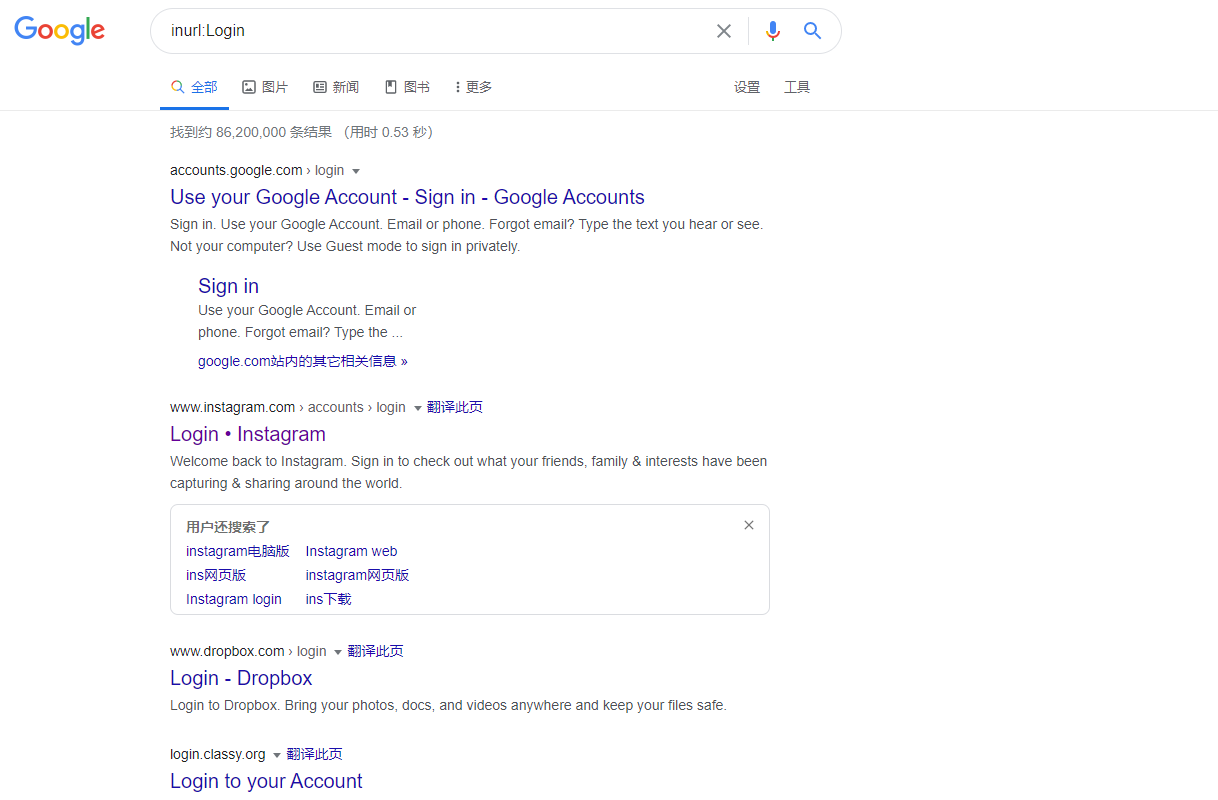 Google
inurl:Login
全部 图片 新闻 图书 更多 设置 工具
找到约 86,200,000 条结果 （用时 0.53 秒）
accounts.google.com › login
Use your Google Account - Sign in - Google Accounts
Sign in. Use your Google Account. Email or phone. Forgot email? Type the text you hear or see.
Not your computer? Use Guest mode to sign in privately.
Sign in
Use your Google Account. Email or
phone. Forgot email? Type the ...
google.com站内的其它相关信息 »
www.instagram.com › accounts › login 翻译此页
Login • Instagram
Welcome back to Instagram. Sign in to check out what your friends, family & interests have been
capturing & sharing around the world.
用户还搜索了
instagram电脑版 Instagram web
ins网页版 instagram网页版
Instagram login ins下载
www.dropbox.com › login 翻译此页
Login - Dropbox
Login to Dropbox. Bring your photos, docs, and videos anywhere and keep your files safe.
login.classy.org 翻译此页
Login to your Account